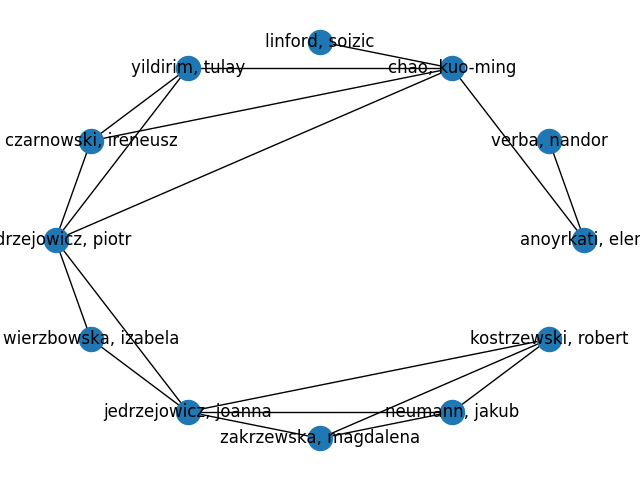 linford, soizic
yildirim, tulay
chao, kuo-ming
czarnowski, ireneusz
verba, nandor
drzejowicz, piotr
anoyrkati, eler
wierzbowska, izabela
kostrzewski, robert
jedrzejowicz, joanna
neumann, jakub
zakrzewska, magdalena